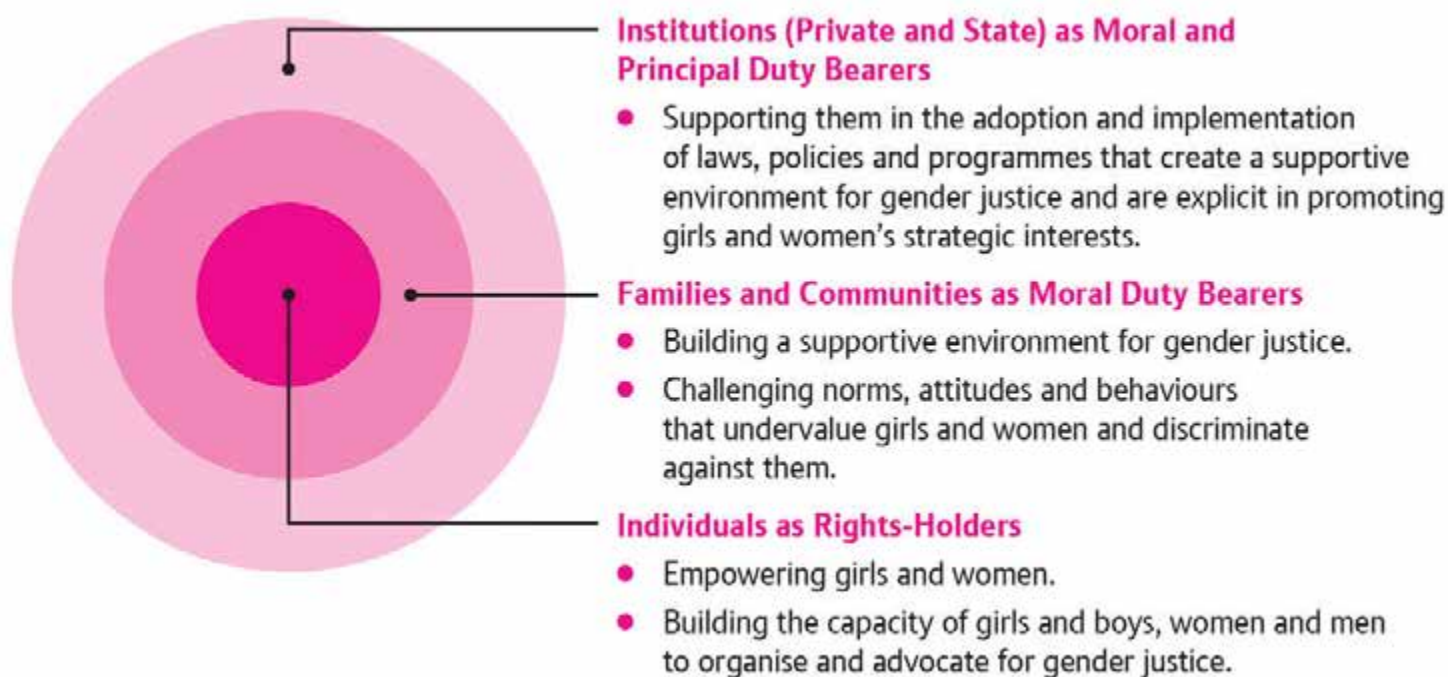 Institutions (Private and State) as Moral and
Principal Duty Bearers
● Supporting them in the adoption and implementation
of laws, policies and programmes that create a supportive
environment for gender justice and are explicit in promoting
girls and women's strategic interests.
Families and Communities as Moral Duty Bearers
● Building a supportive environment for gender justice.
● Challenging norms, attitudes and behaviours
that undervalue girls and women and discriminate
against them.
Individuals as Rights-Holders
● Empowering girls and women.
● Building the capacity of girls and boys, women and men
to organise and advocate for gender justice.